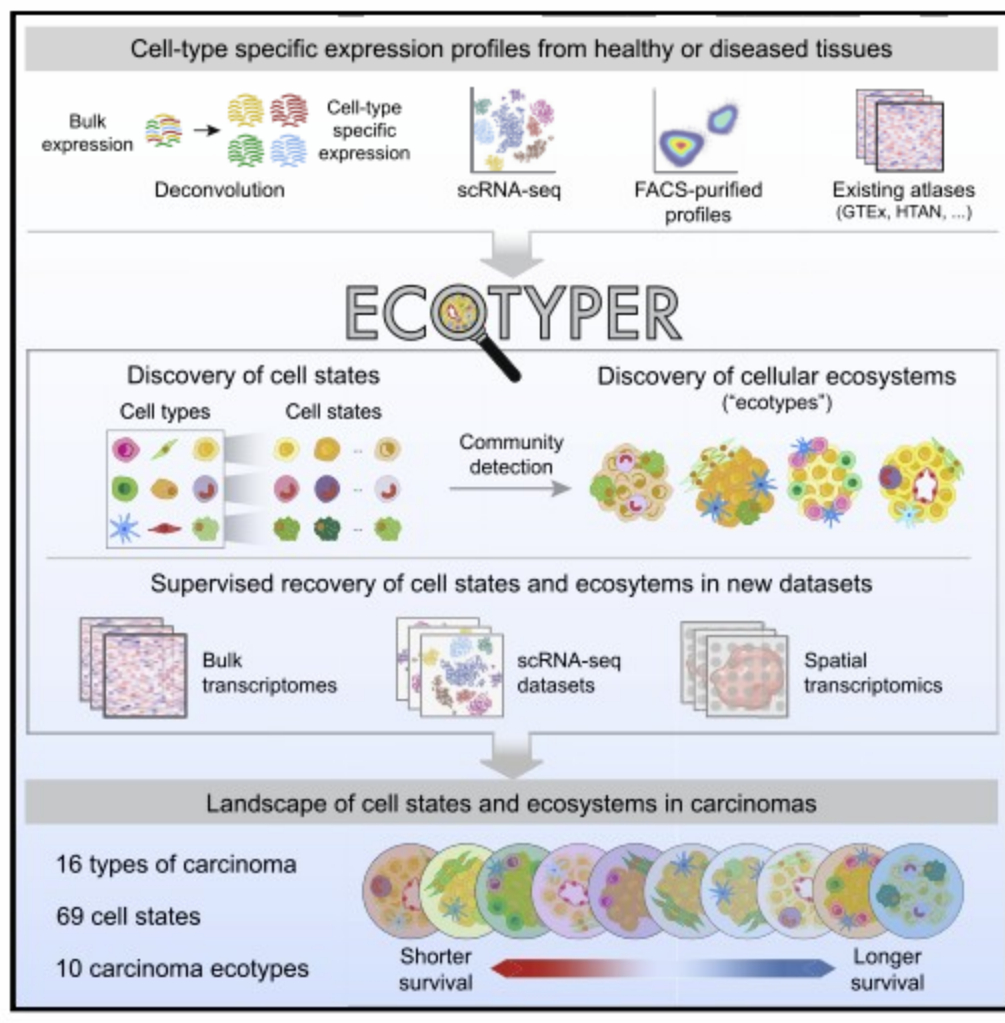 Cell-type specific expression profiles from healthy or diseased tissues
Bulk
expression
Cell-type
specific
expression
Deconvolution
scRNA-seq
FACS-purified
profiles
Existing atlases
(GTEx, HTAN, ...)
ECOTYPER
Discovery of cell states
Cell types
Cell states
..
..
..
Community
detection
Discovery of cellular ecosystems
("ecotypes")
Supervised recovery of cell states and ecosytems in new datasets
Bulk
transcriptomes
scRNA-seq
datasets
Spatial
transcriptomics
Landscape of cell states and ecosystems in carcinomas
16 types of carcinoma
69 cell states
10 carcinoma ecotypes
Shorter
survival
Longer
survival